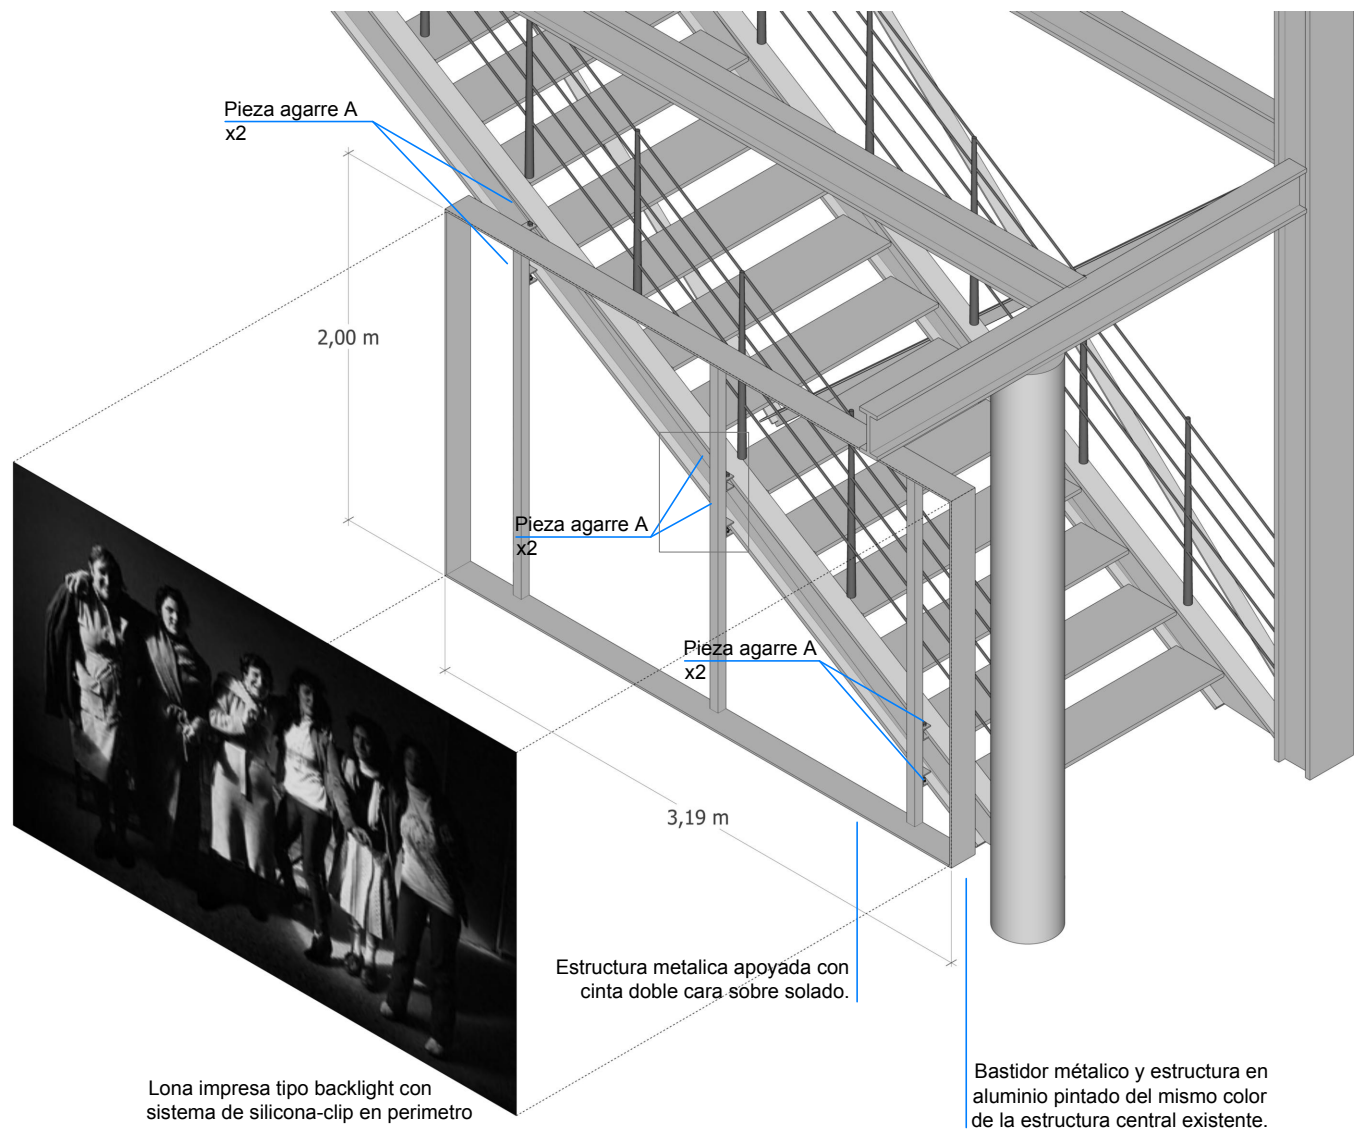 Pieza agarre A
x2
2,00 m
Pieza agarre A
x2
Pieza agarre A
x2
3,19 m
Estructura metalica apoyada con
cinta doble cara sobre solado.
Lona impresa tipo backlight con
sistema de silicona-clip en perimetro
Bastidor métalico y estructura en
aluminio pintado del mismo color
de la estructura central existente.